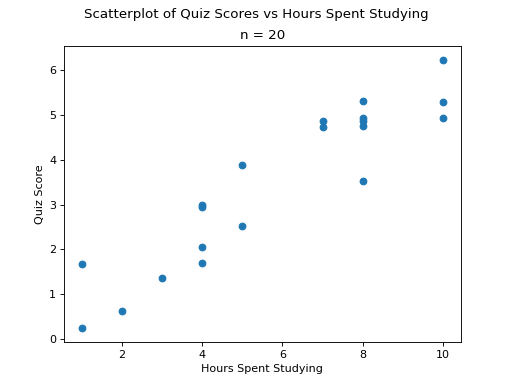 Scatterplot of Quiz Scores vs Hours Spent Studying
n = 20
Quiz Score
6
5
4
3
2
1
0
2 4 6 8 10
Hours Spent Studying